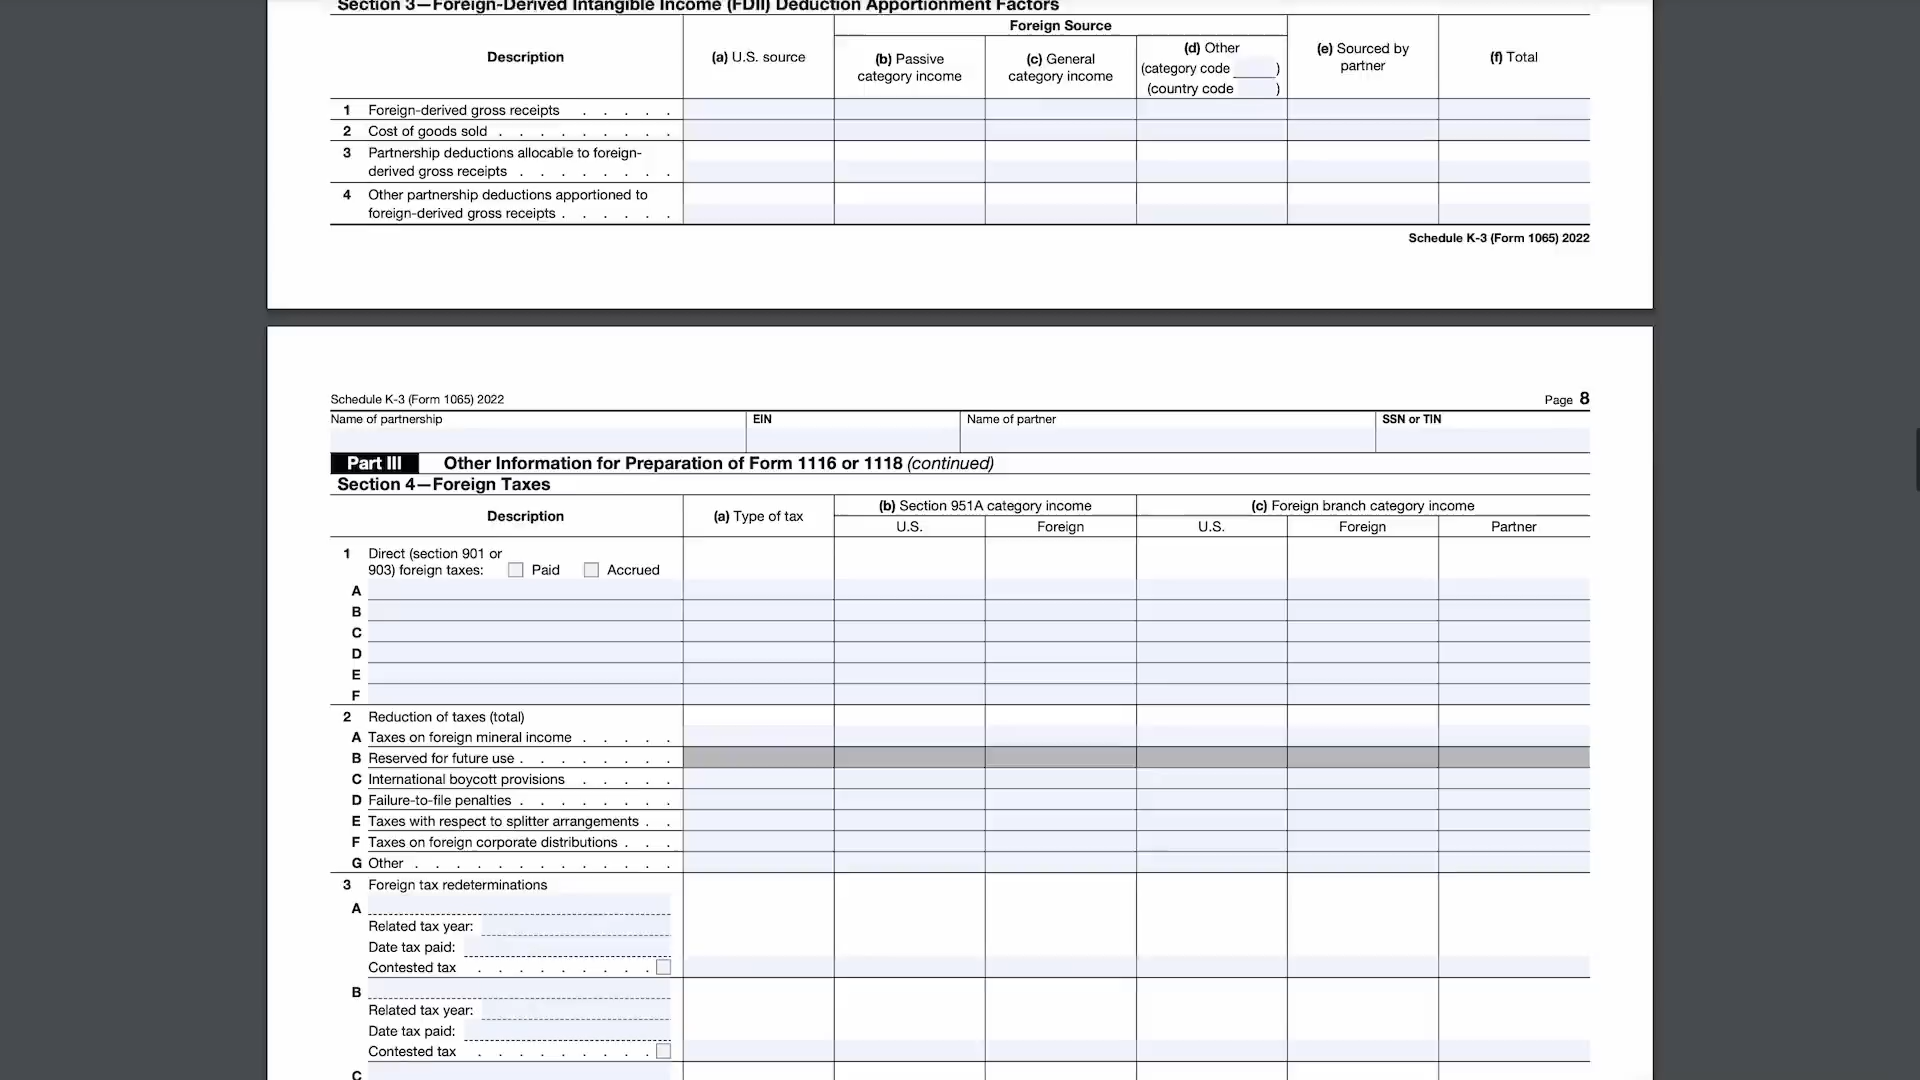 Section 3—Foreign-Derived Intangible Income (FDII) Deduction Apportionment Factors
Description
(a) U.S. source
Foreign Source
(b) Passive
category income
(c) General
category income
(d) Other
(category code ______)
(country code )
(e) Sourced by
partner
(f) Total
1 Foreign-derived gross receipts . . . . .
2 Cost of goods sold . . . . . . . . .
3 Partnership deductions allocable to foreign-
derived gross receipts . . . . . . . .
4 Other partnership deductions apportioned to
foreign-derived gross receipts . . . . . .
Schedule K-3 (Form 1065) 2022
Schedule K-3 (Form 1065) 2022 Page 8
Name of partnership EIN Name of partner SSN or TIN
Part III Other Information for Preparation of Form 1116 or 1118 (continued)
Section 4—Foreign Taxes
Description
(a) Type of tax
(b) Section 951A category income
(c) Foreign branch category income
U.S. Foreign U.S. Foreign Partner
1 Direct (section 901 or
903) foreign taxes: Paid Accrued
A
B
C
D
E
F
2 Reduction of taxes (total)
A Taxes on foreign mineral income . . . . .
B Reserved for future use . . . . . . . .
C International boycott provisions . . . . .
D Failure-to-file penalties . . . . . . . .
E Taxes with respect to splitter arrangements . .
F Taxes on foreign corporate distributions . . .
G Other . . . . . . . . . . . . .
3 Foreign tax redeterminations
A
Related tax year:
Date tax paid:
Contested tax . . . . . . . . .
B
Related tax year:
Date tax paid:
Contested tax . . . . . . . . .
C